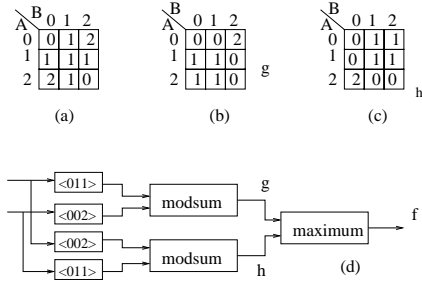 B 0 1 2
A
0 0 1 2
1 1 1 1
2 2 1 0
(a)
B 0 1 2
A
0 0 0 2
1 1 1 0
2 1 1 0
g
(b)
B 0 1 2
A
0 0 1 1
1 0 1 1
2 2 0 0
h
(c)
<011>
<002>
modsum
g
<002>
<011>
modsum
h
maximum
f
(d)